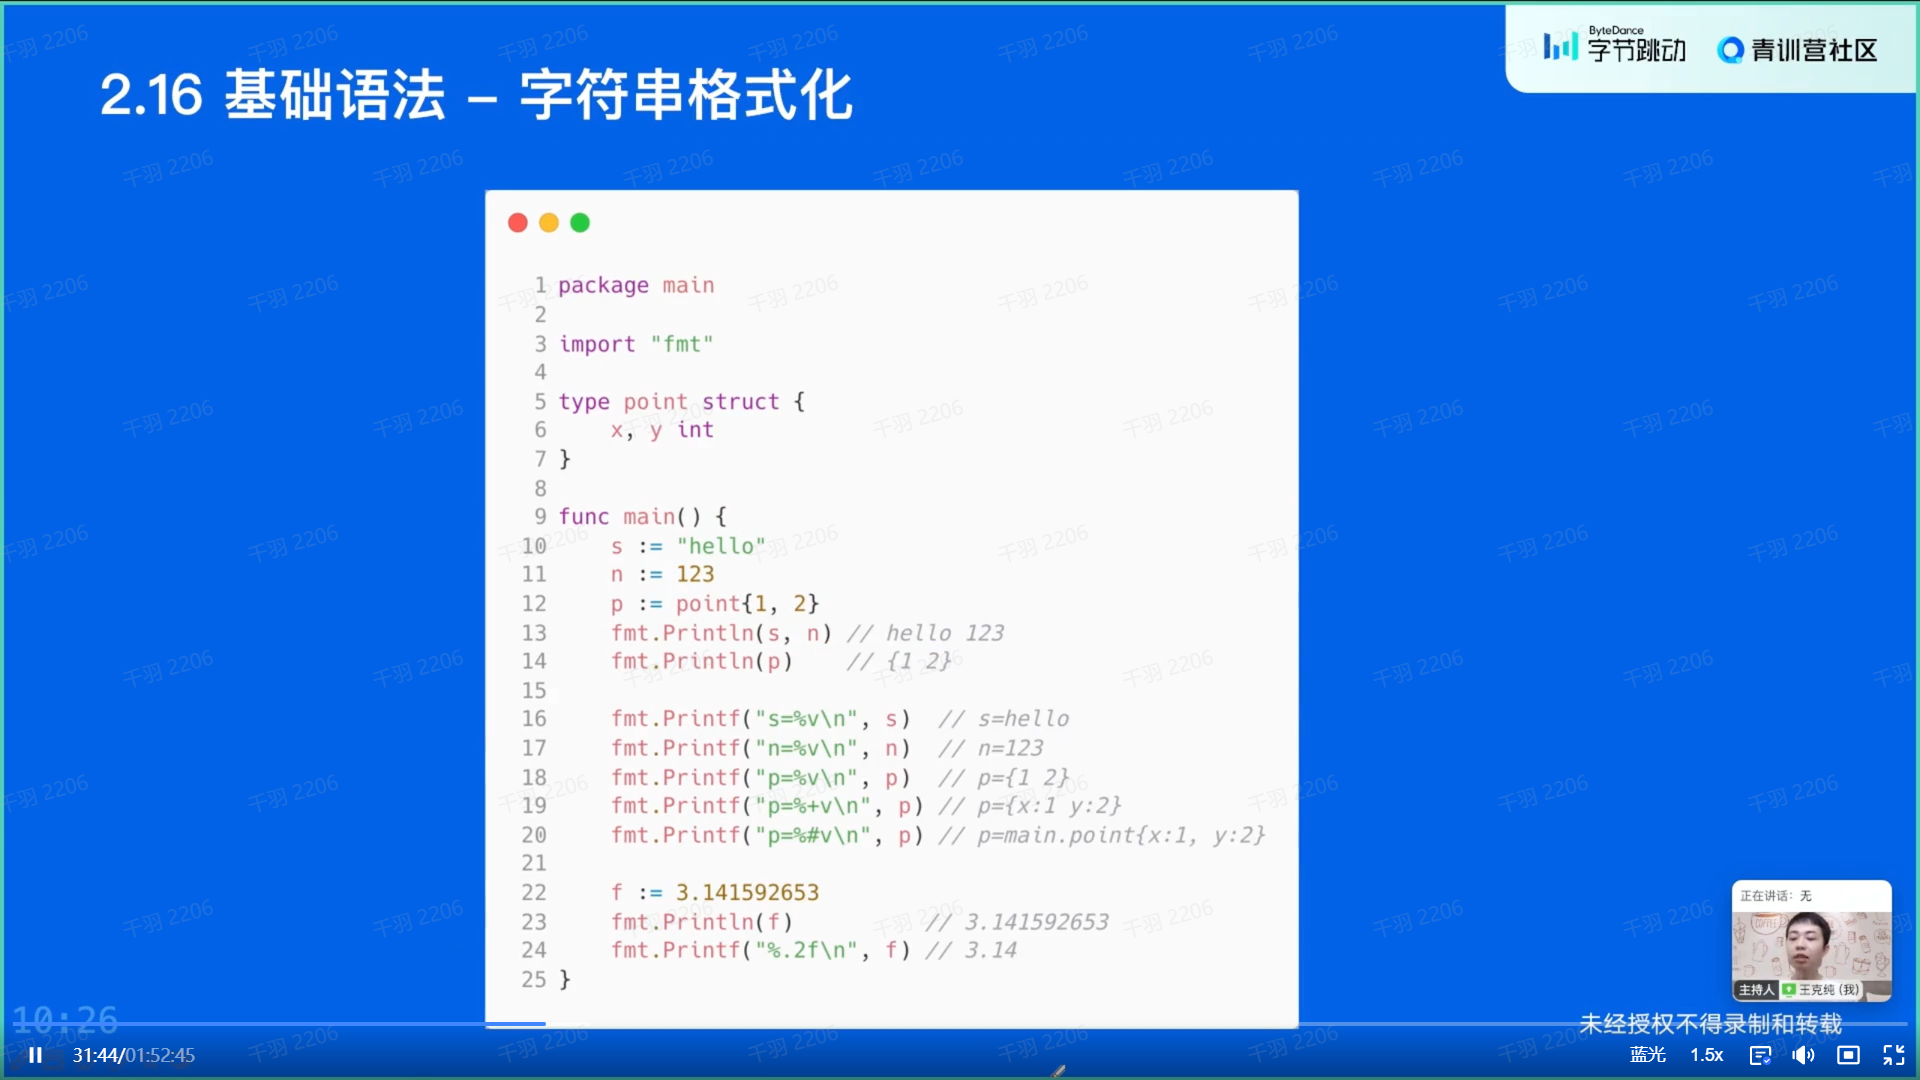 2.16 基础语法 – 字符串格式化
ByteDance
字节跳动
青训营社区
1 package main
2
3 import "fmt"
4
5 type point struct {
6     x, y int
7 }
8
9 func main() {
10     s := "hello"
11     n := 123
12     p := point{1, 2}
13     fmt.Println(s, n) // hello 123
14     fmt.Println(p)    // {1 2}
15
16     fmt.Printf("s=%v\n", s)  // s=hello
17     fmt.Printf("n=%v\n", n)  // n=123
18     fmt.Printf("p=%v\n", p)  // p={1 2}
19     fmt.Printf("p=%+v\n", p) // p={x:1 y:2}
20     fmt.Printf("p=%#v\n", p) // p=main.point{x:1, y:2}
21
22     f := 3.141592653
23     fmt.Println(f)          // 3.141592653
24     fmt.Printf("%.2f\n", f) // 3.14
25 }
千羽 2206
正在讲话: 无
COFFEE
主持人 王克纯 (我)
10:26
未经授权不得录制和转载
31:44/01:52:45
蓝光 1.5x